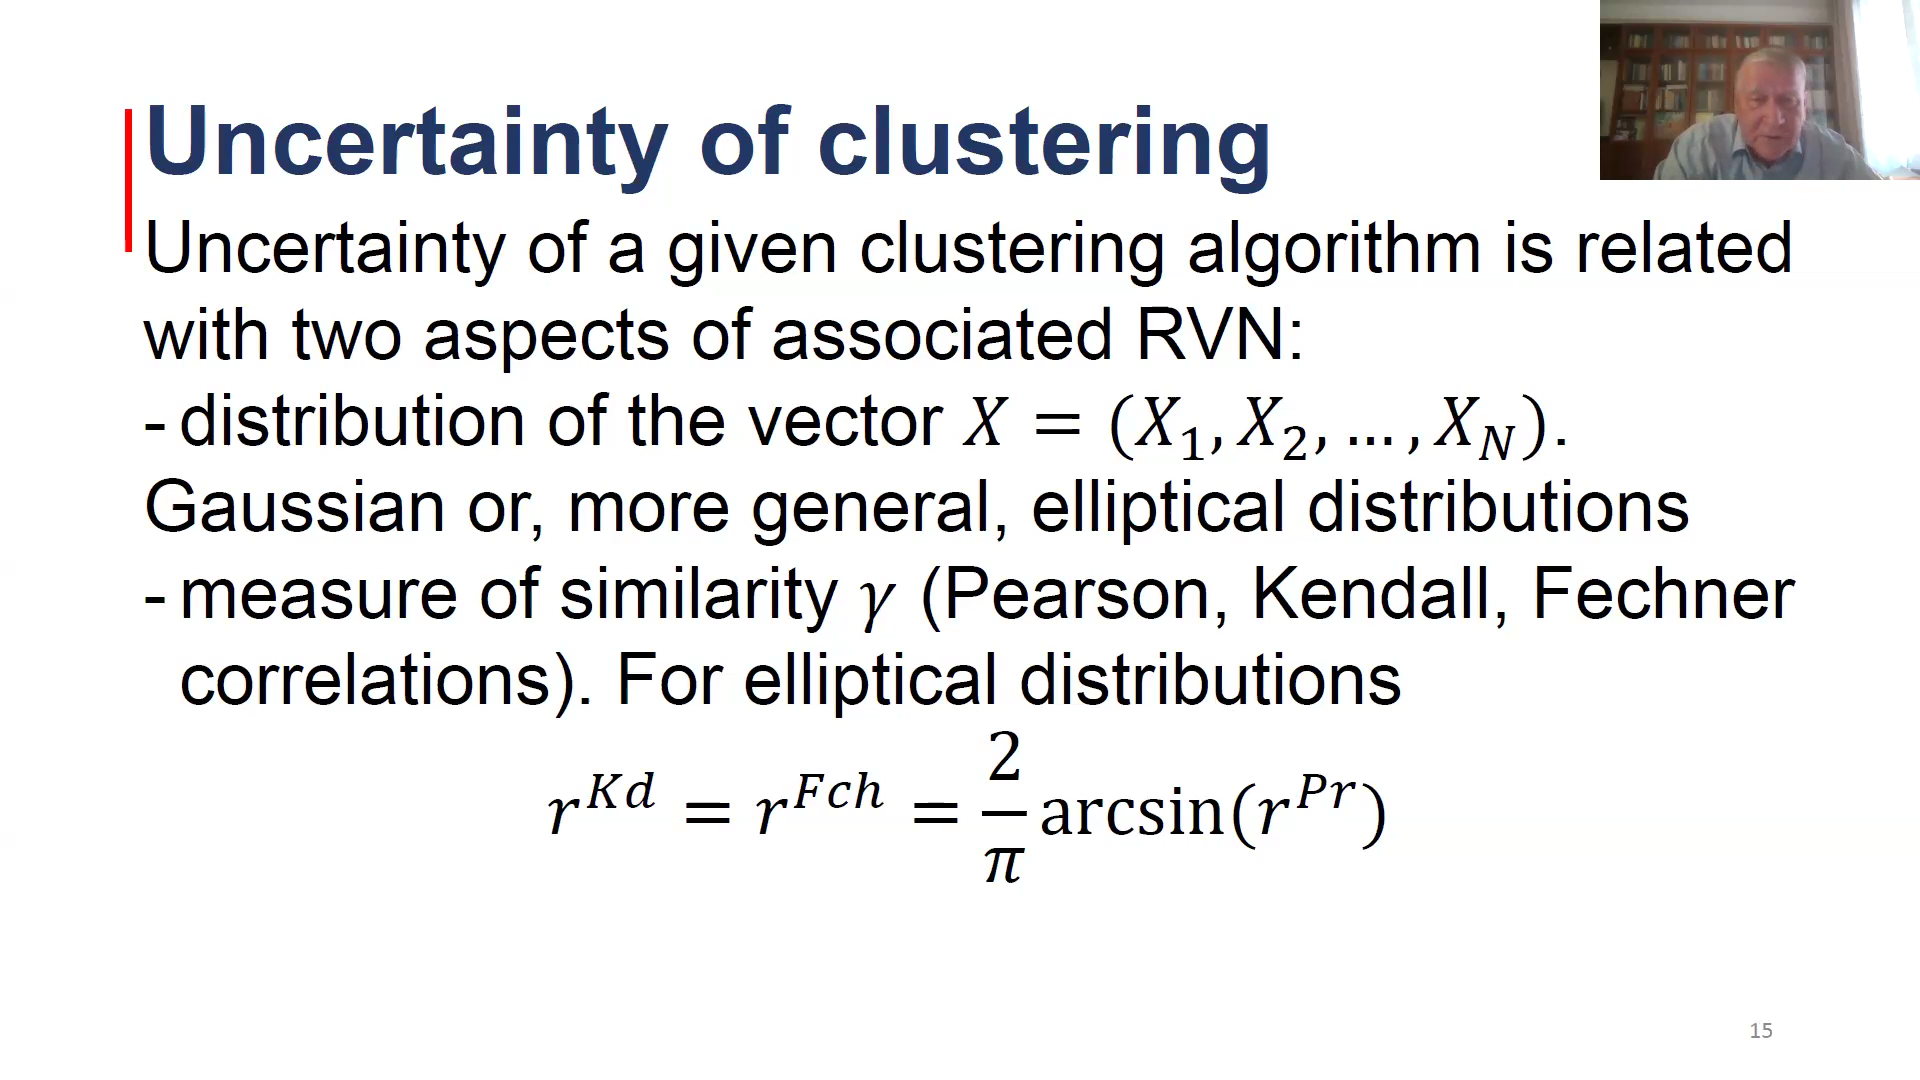 Uncertainty of clustering
Uncertainty of a given clustering algorithm is related
with two aspects of associated RVN:
- distribution of the vector X = (X₁, X₂, … , X_N).
Gaussian or, more general, elliptical distributions
- measure of similarity γ (Pearson, Kendall, Fechner
correlations). For elliptical distributions
r^{Kd} = r^{Fch} = \frac{2}{π} arcsin(r^{Pr})
15